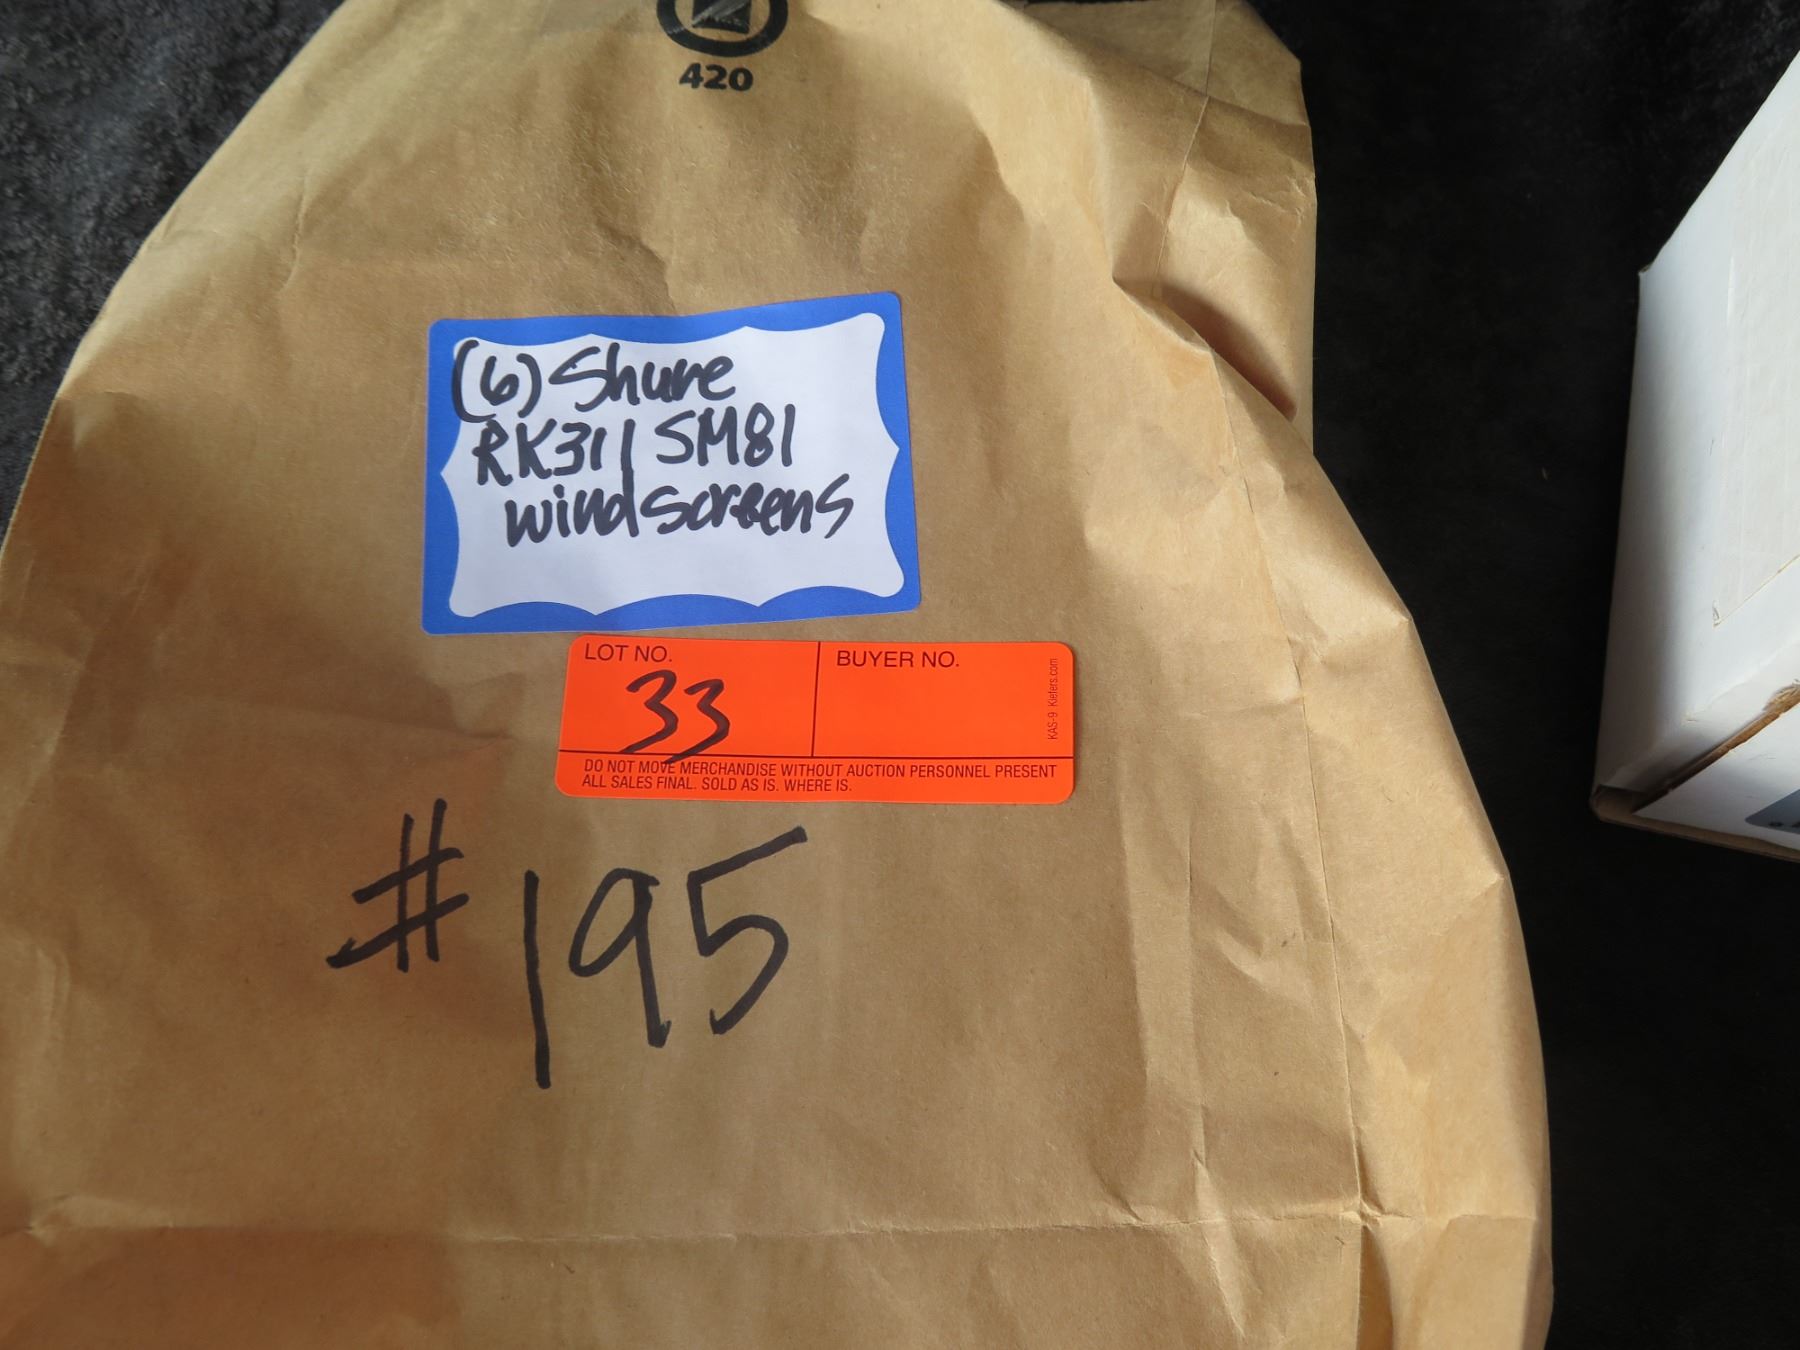 420
(6) Shure
RK311 SM81
windscreens
LOT NO.
33
BUYER NO.
KAS-9 Kiefers.com
DO NOT MOVE MERCHANDISE WITHOUT AUCTION PERSONNEL PRESENT
ALL SALES FINAL. SOLD AS IS. WHERE IS.
#195